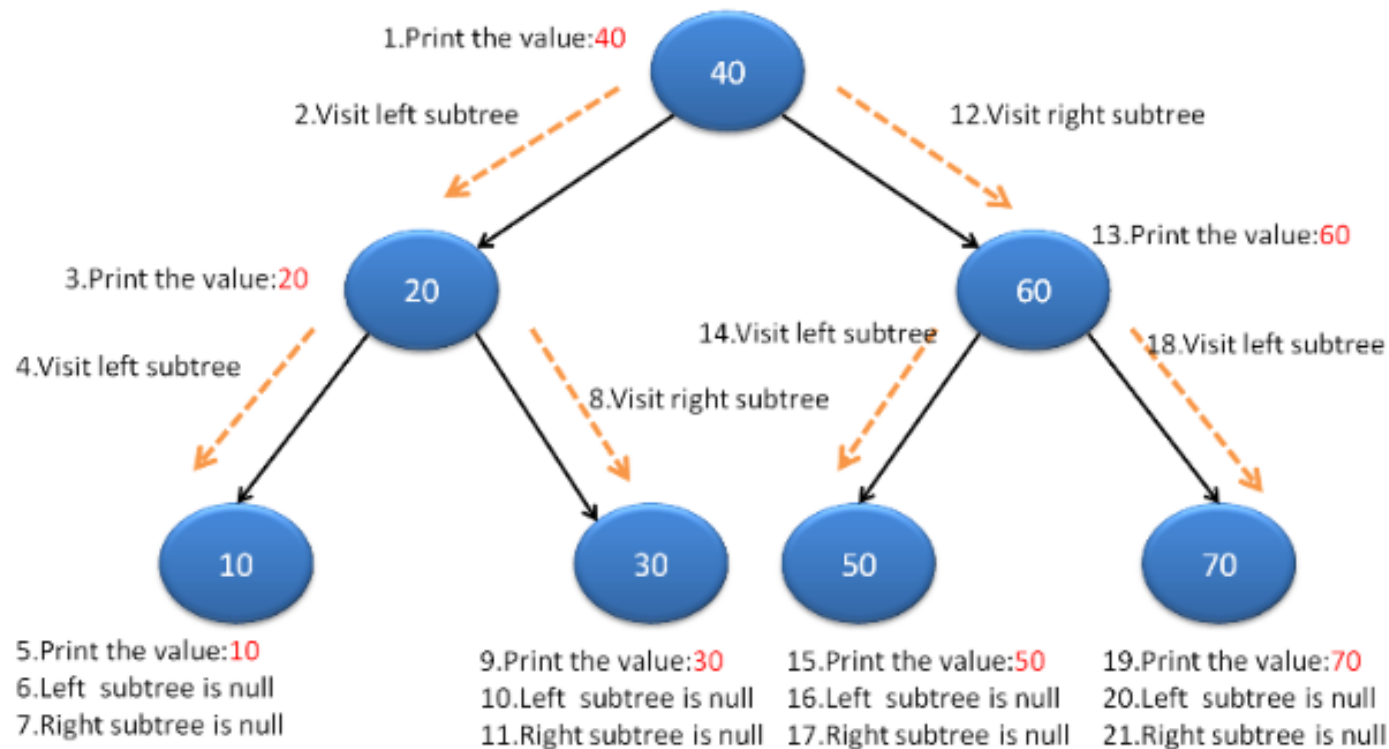 1.Print the value:40
40
2.Visit left subtree
12.Visit right subtree
13.Print the value:60
3.Print the value:20
20
60
4.Visit left subtree
14.Visit left subtree
18.Visit left subtree
8.Visit right subtree
10
30
50
70
5.Print the value:10
6.Left subtree is null
7.Right subtree is null
9.Print the value:30
10.Left subtree is null
11.Right subtree is null
15.Print the value:50
16.Left subtree is null
17.Right subtree is null
19.Print the value:70
20.Left subtree is null
21.Right subtree is null